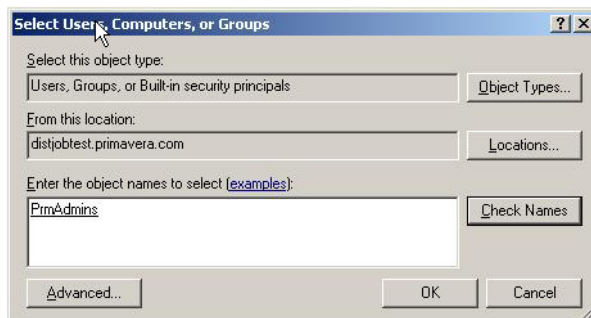 Select Users, Computers, or Groups
Select this object type:
Users, Groups, or Built-in security principals
Object Types...
From this location:
distjobtest.primavera.com
Locations...
Enter the object names to select (examples):
PrmAdmins
Check Names
Advanced...
OK
Cancel